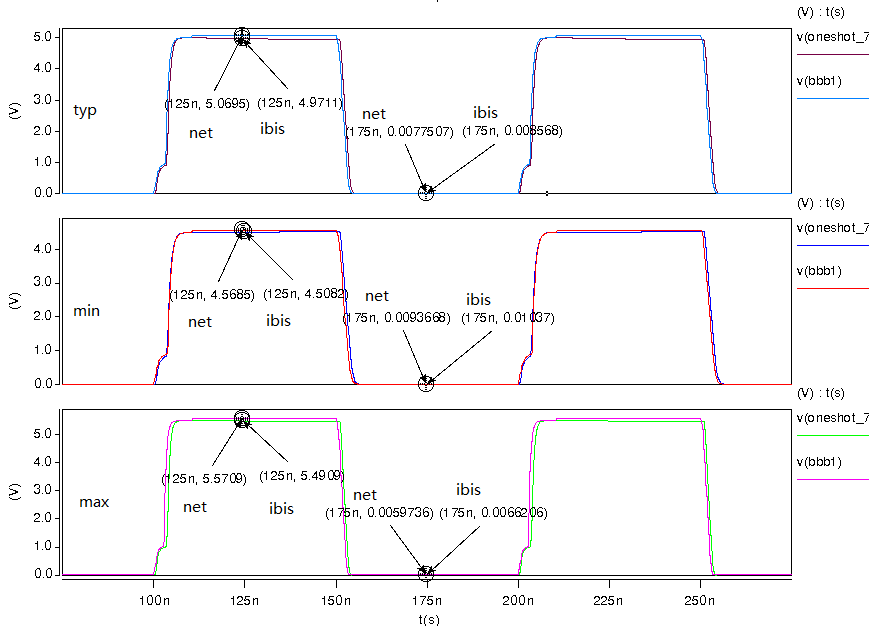 (V) : t(s)
v(oneshot_7
v(bbb1)
(V)
5.0
4.0
3.0
2.0
1.0
0.0
typ
(125n, 5.0695) (125n, 4.9711)
net ibis
net ibis
(175n, 0.0077507) (175n, 0.008568)
(V) : t(s)
v(oneshot_7
v(bbb1)
(V)
4.0
3.0
2.0
1.0
0.0
min
(125n, 4.5685) (125n, 4.5082)
net ibis
net ibis
(175n, 0.0093668) (175n, 0.01037)
(V) : t(s)
v(oneshot_7
v(bbb1)
(V)
5.0
4.0
3.0
2.0
1.0
0.0
max
(125n, 5.5709) (125n, 5.4909)
net ibis
net ibis
(175n, 0.0059736) (175n, 0.0066206)
100n 125n 150n 175n 200n 225n 250n
t(s)